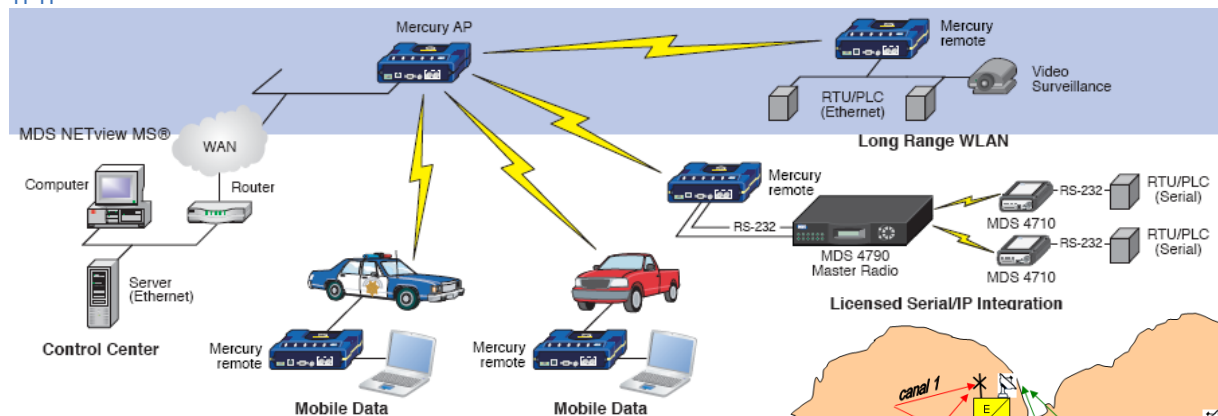 Mercury AP
Mercury
remote
Video
Surveillance
RTU/PLC
(Ethernet)
Long Range WLAN
MDS NETview MS®
WAN
Computer
Router
Server
(Ethernet)
Control Center
Mercury
remote
RS-232
MDS 4790
Master Radio
MDS 4710
RS-232
RTU/PLC
(Serial)
MDS 4710
RS-232
RTU/PLC
(Serial)
Licensed Serial/IP Integration
Mercury
remote
Mobile Data
Mercury
remote
Mobile Data
canal 1
E